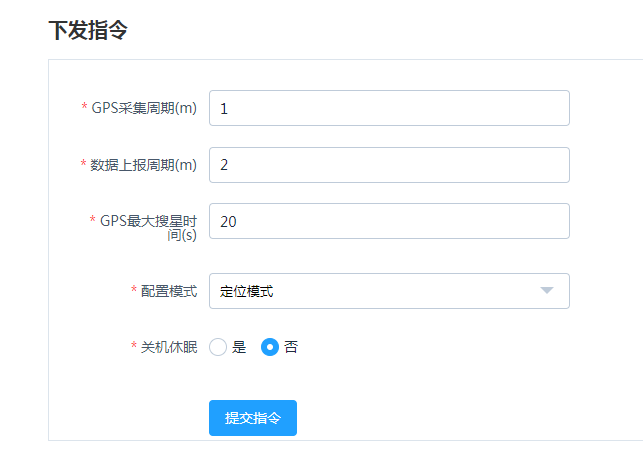 下发指令
* GPS采集周期(m) 1
* 数据上报周期(m) 2
* GPS最大搜星时
间(s)
20
* 配置模式 定位模式
* 关机休眠 是 否
提交指令